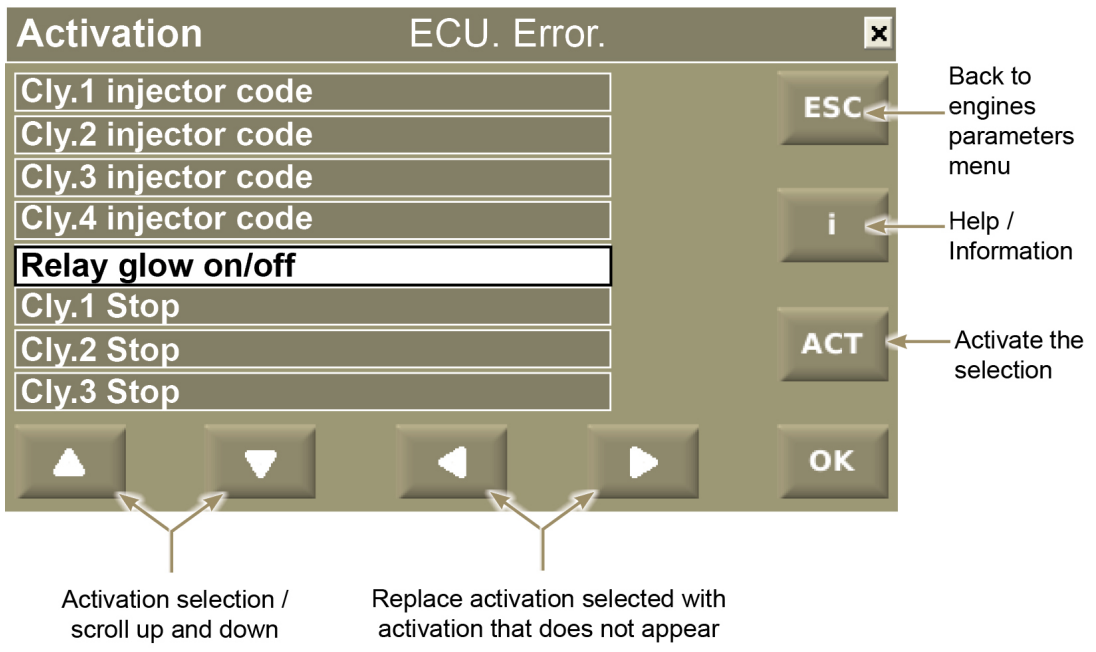 Activation ECU. Error.
Cly.1 injector code
Cly.2 injector code
Cly.3 injector code
Cly.4 injector code
Relay glow on/off
Cly.1 Stop
Cly.2 Stop
Cly.3 Stop
ESC
Back to
engines
parameters
menu
i
Help /
Information
ACT
Activate the
selection
OK
Activation selection /
scroll up and down
Replace activation selected with
activation that does not appear